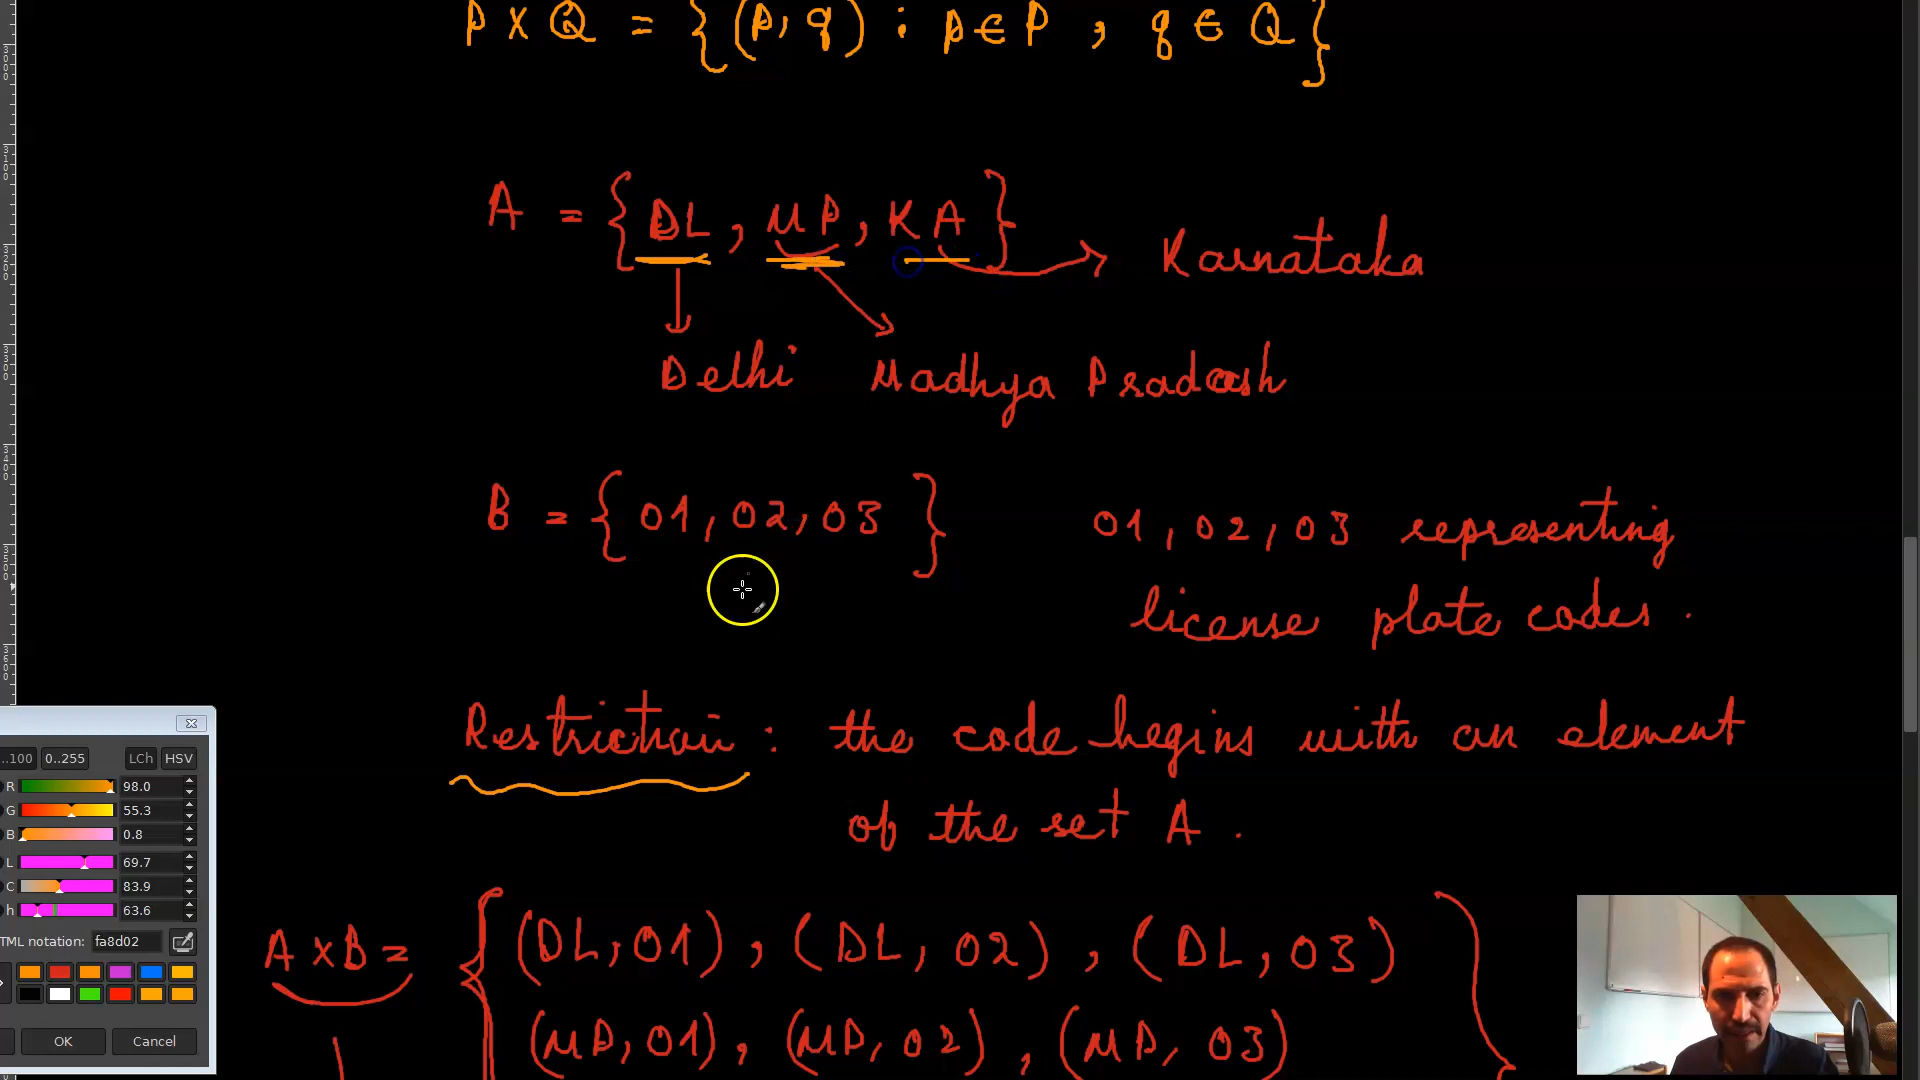 P × Q = {(p, q) : p ∈ P , q ∈ Q}
A = {DL, MP, KA}
Karnataka
Delhi Madhya Pradesh
B = {01, 02, 03}
01, 02, 03 representing
license plate codes.
Restriction : the code begins with an element
of the set A.
A × B = {(DL, 01), (DL, 02), (DL, 03)
(MP, 01), (MP, 02), (MP, 03)
..100 0..255 LCh HSV
R 98.0
G 55.3
B 0.8
L 69.7
C 83.9
h 63.6
TML notation: fa8d02
OK Cancel